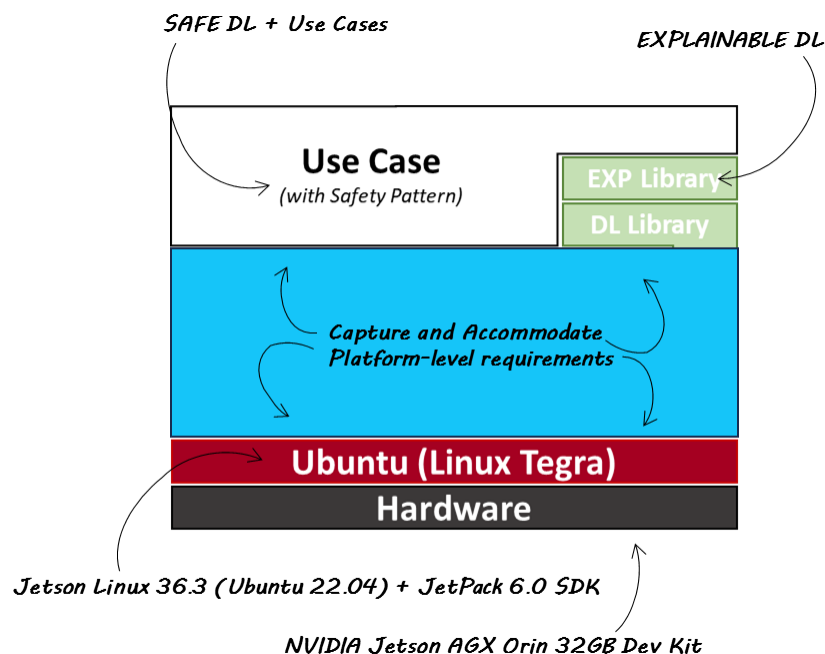 SAFE DL + Use Cases
EXPLAINABLE DL
Use Case
(with Safety Pattern)
EXP Library
DL Library
Capture and Accommodate
Platform-level requirements
Ubuntu (Linux Tegra)
Hardware
Jetson Linux 36.3 (Ubuntu 22.04) + JetPack 6.0 SDK
NVIDIA Jetson AGX Orin 32GB Dev Kit